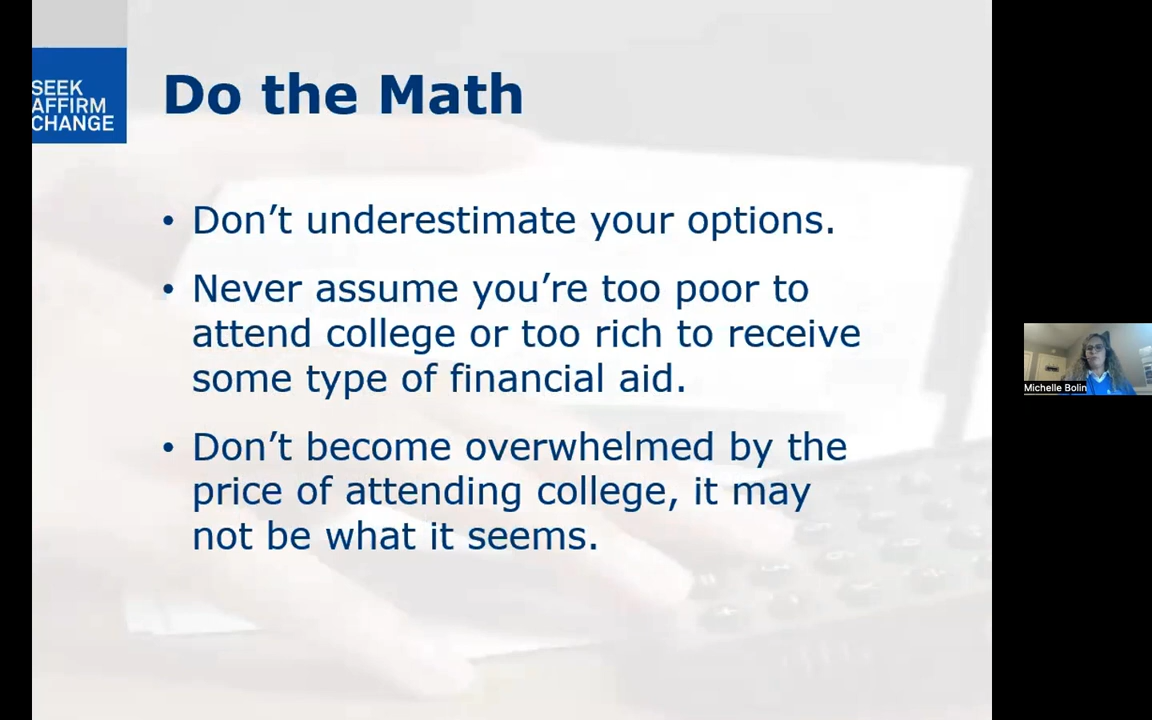 SEEK
AFFIRM
CHANGE
Do the Math
• Don’t underestimate your options.
• Never assume you’re too poor to
attend college or too rich to receive
some type of financial aid.
• Don’t become overwhelmed by the
price of attending college, it may
not be what it seems.
Michelle Bolin